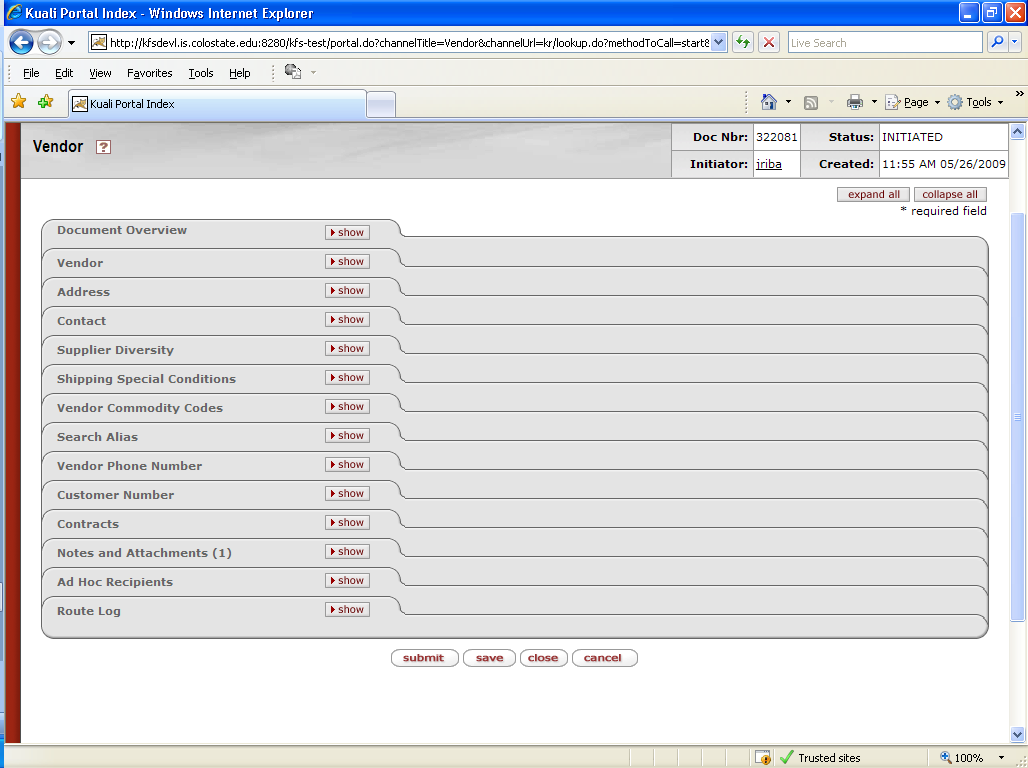 Kuali Portal Index - Windows Internet Explorer
http://kfsdevl.is.colostate.edu:8280/kfs-test/portal.do?channelTitle=Vendor&channelUrl=kr/lookup.do?methodToCall=start& Live Search
File Edit View Favorites Tools Help
Kuali Portal Index Page Tools »
Vendor ? Doc Nbr: 322081 Status: INITIATED
Initiator: jriba Created: 11:55 AM 05/26/2009
expand all collapse all
* required field
Document Overview show
Vendor show
Address show
Contact show
Supplier Diversity show
Shipping Special Conditions show
Vendor Commodity Codes show
Search Alias show
Vendor Phone Number show
Customer Number show
Contracts show
Notes and Attachments (1) show
Ad Hoc Recipients show
Route Log show
submit save close cancel
Trusted sites 100%